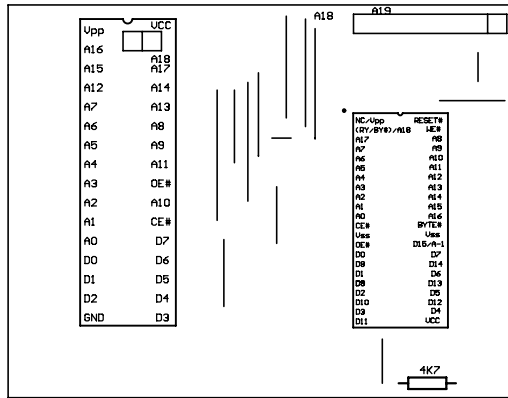 A18 A19
Vpp VCC
A16
A18
A15 A17
A12 A14
A7 A13
A6 A8
A5 A9
A4 A11
A3 OE#
A2 A10
A1 CE#
A0 D7
D0 D6
D1 D5
D2 D4
GND D3
NC/Vpp RESET#
(RY/BY#)/A18 WE#
A17 A8
A7 A9
A6 A10
A5 A11
A4 A12
A3 A13
A2 A14
A1 A15
A0 A16
CE# BYTE#
Vss Vss
OE# D15/A-1
D0 D7
D8 D14
D1 D6
D8 D13
D2 D5
D10 D12
D3 D4
D11 VCC
4K7